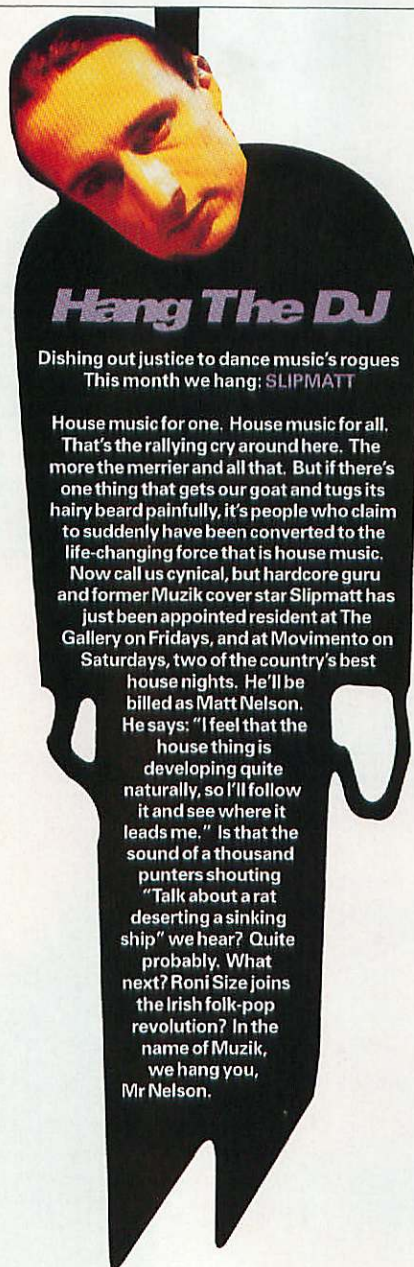 Hang The DJ
Dishing out justice to dance music's rogues
This month we hang: SLIPMATT
House music for one. House music for all.
That's the rallying cry around here. The
more the merrier and all that. But if there's
one thing that gets our goat and tugs its
hairy beard painfully, it's people who claim
to suddenly have been converted to the
life-changing force that is house music.
Now call us cynical, but hardcore guru
and former Muzik cover star Slipmatt has
just been appointed resident at The
Gallery on Fridays, and at Movimento on
Saturdays, two of the country's best
house nights. He'll be
billed as Matt Nelson.
He says: "I feel that the
house thing is
developing quite
naturally, so I'll follow
it and see where it
leads me." Is that the
sound of a thousand
punters shouting
"Talk about a rat
deserting a sinking
ship" we hear? Quite
probably. What
next? Roni Size joins
the Irish folk-pop
revolution? In the
name of Muzik,
we hang you,
Mr Nelson.